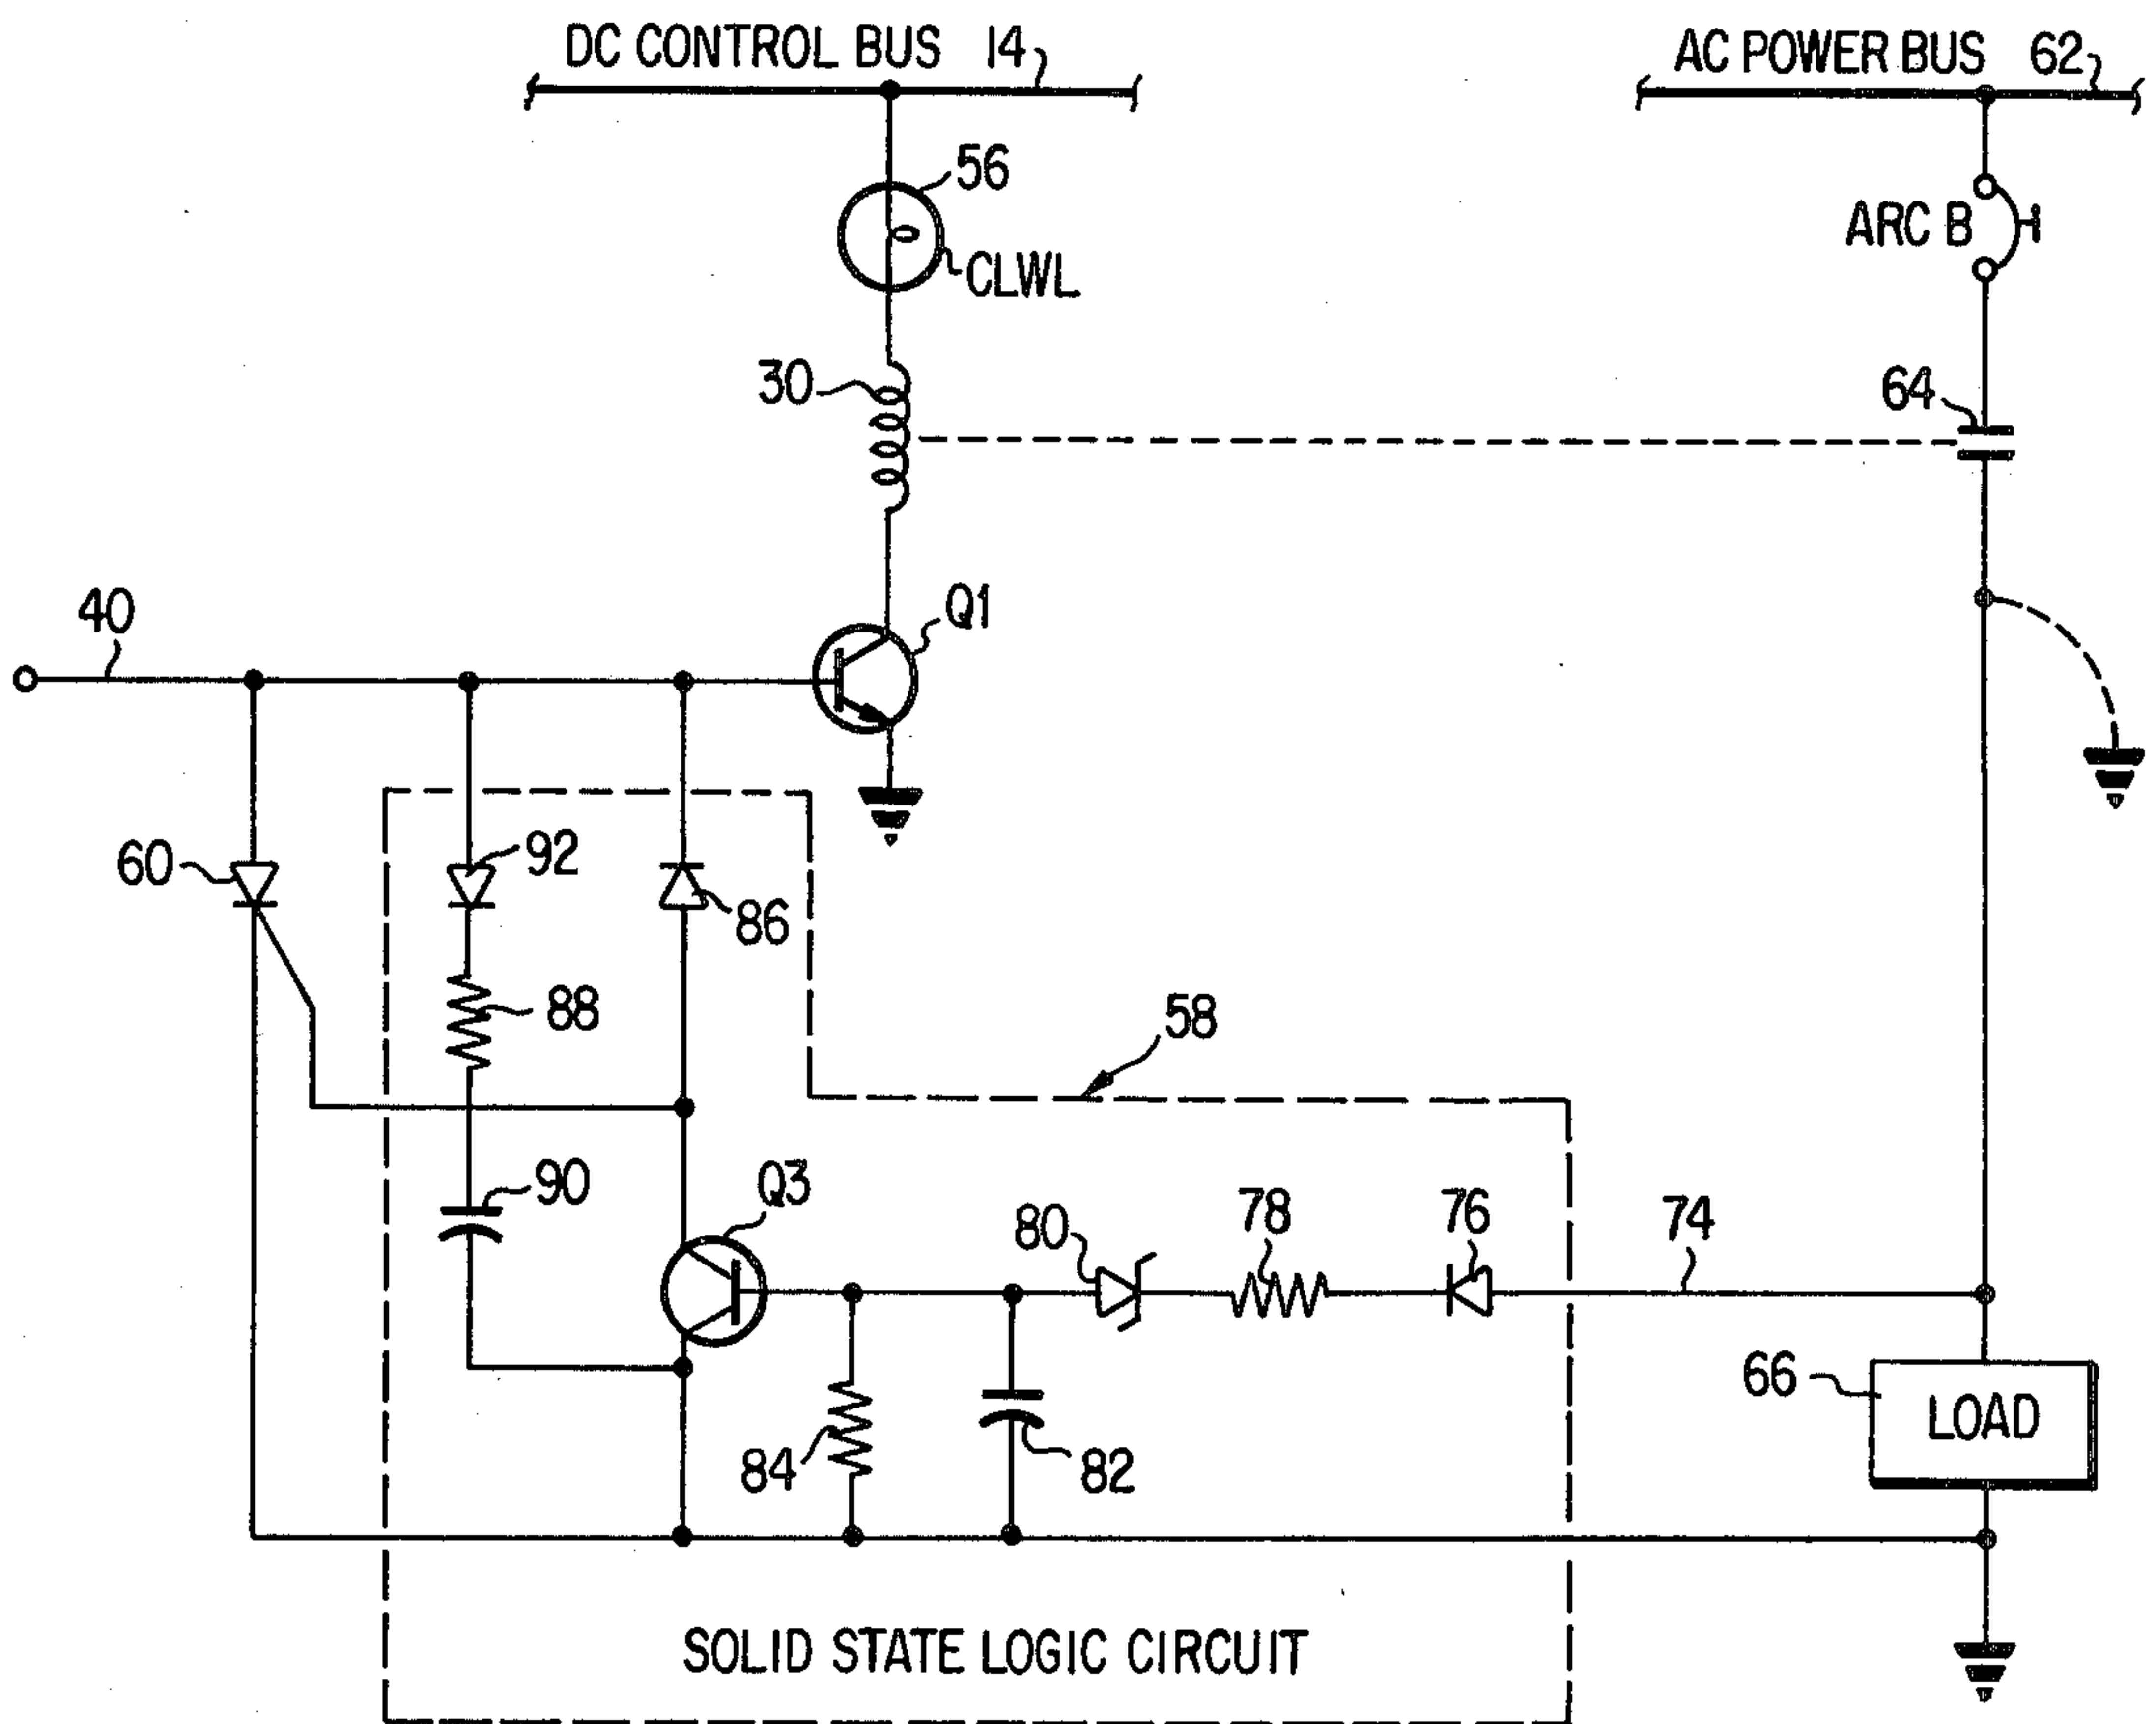 DC CONTROL BUS 14
AC POWER BUS 62
56
ARC B
CLWL
30
64
40
Q1
60
92
86
88
58
90
Q3
80
78
76
74
66
LOAD
84
82
SOLID STATE LOGIC CIRCUIT